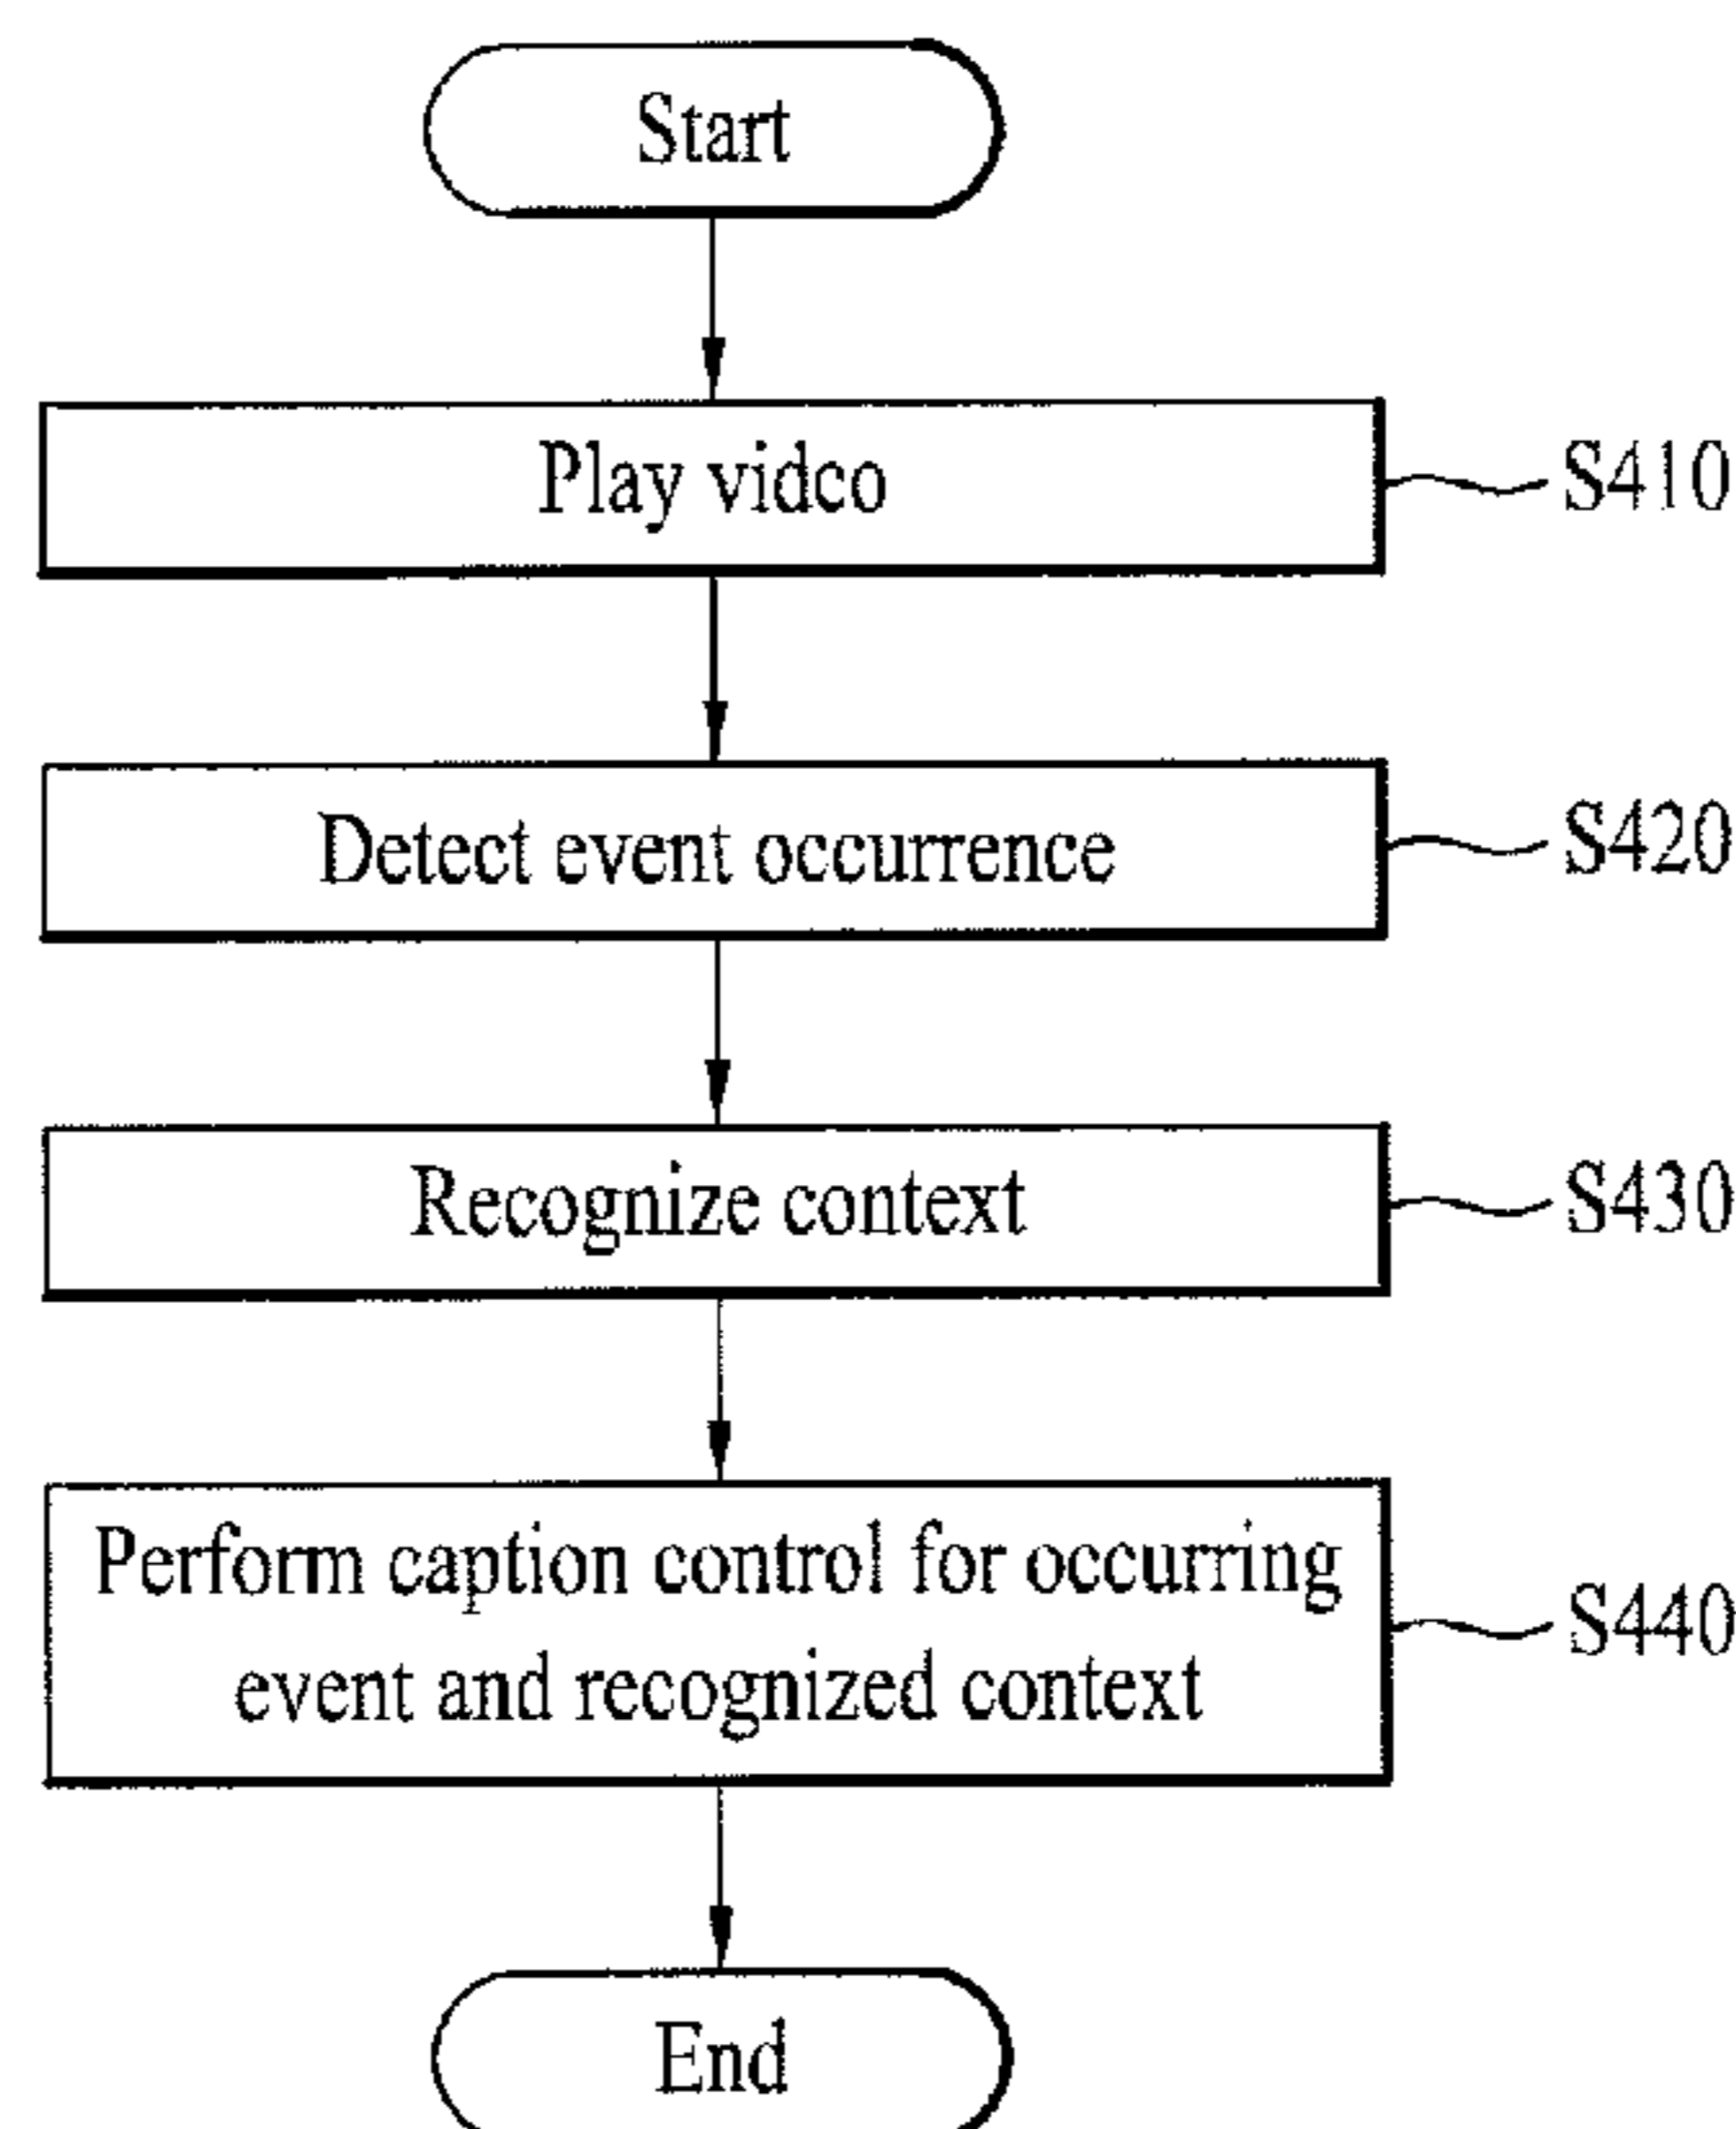 Start
Play video
S410
Detect event occurrence
S420
Recognize context
S430
Perform caption control for occurring
event and recognized context
S440
End